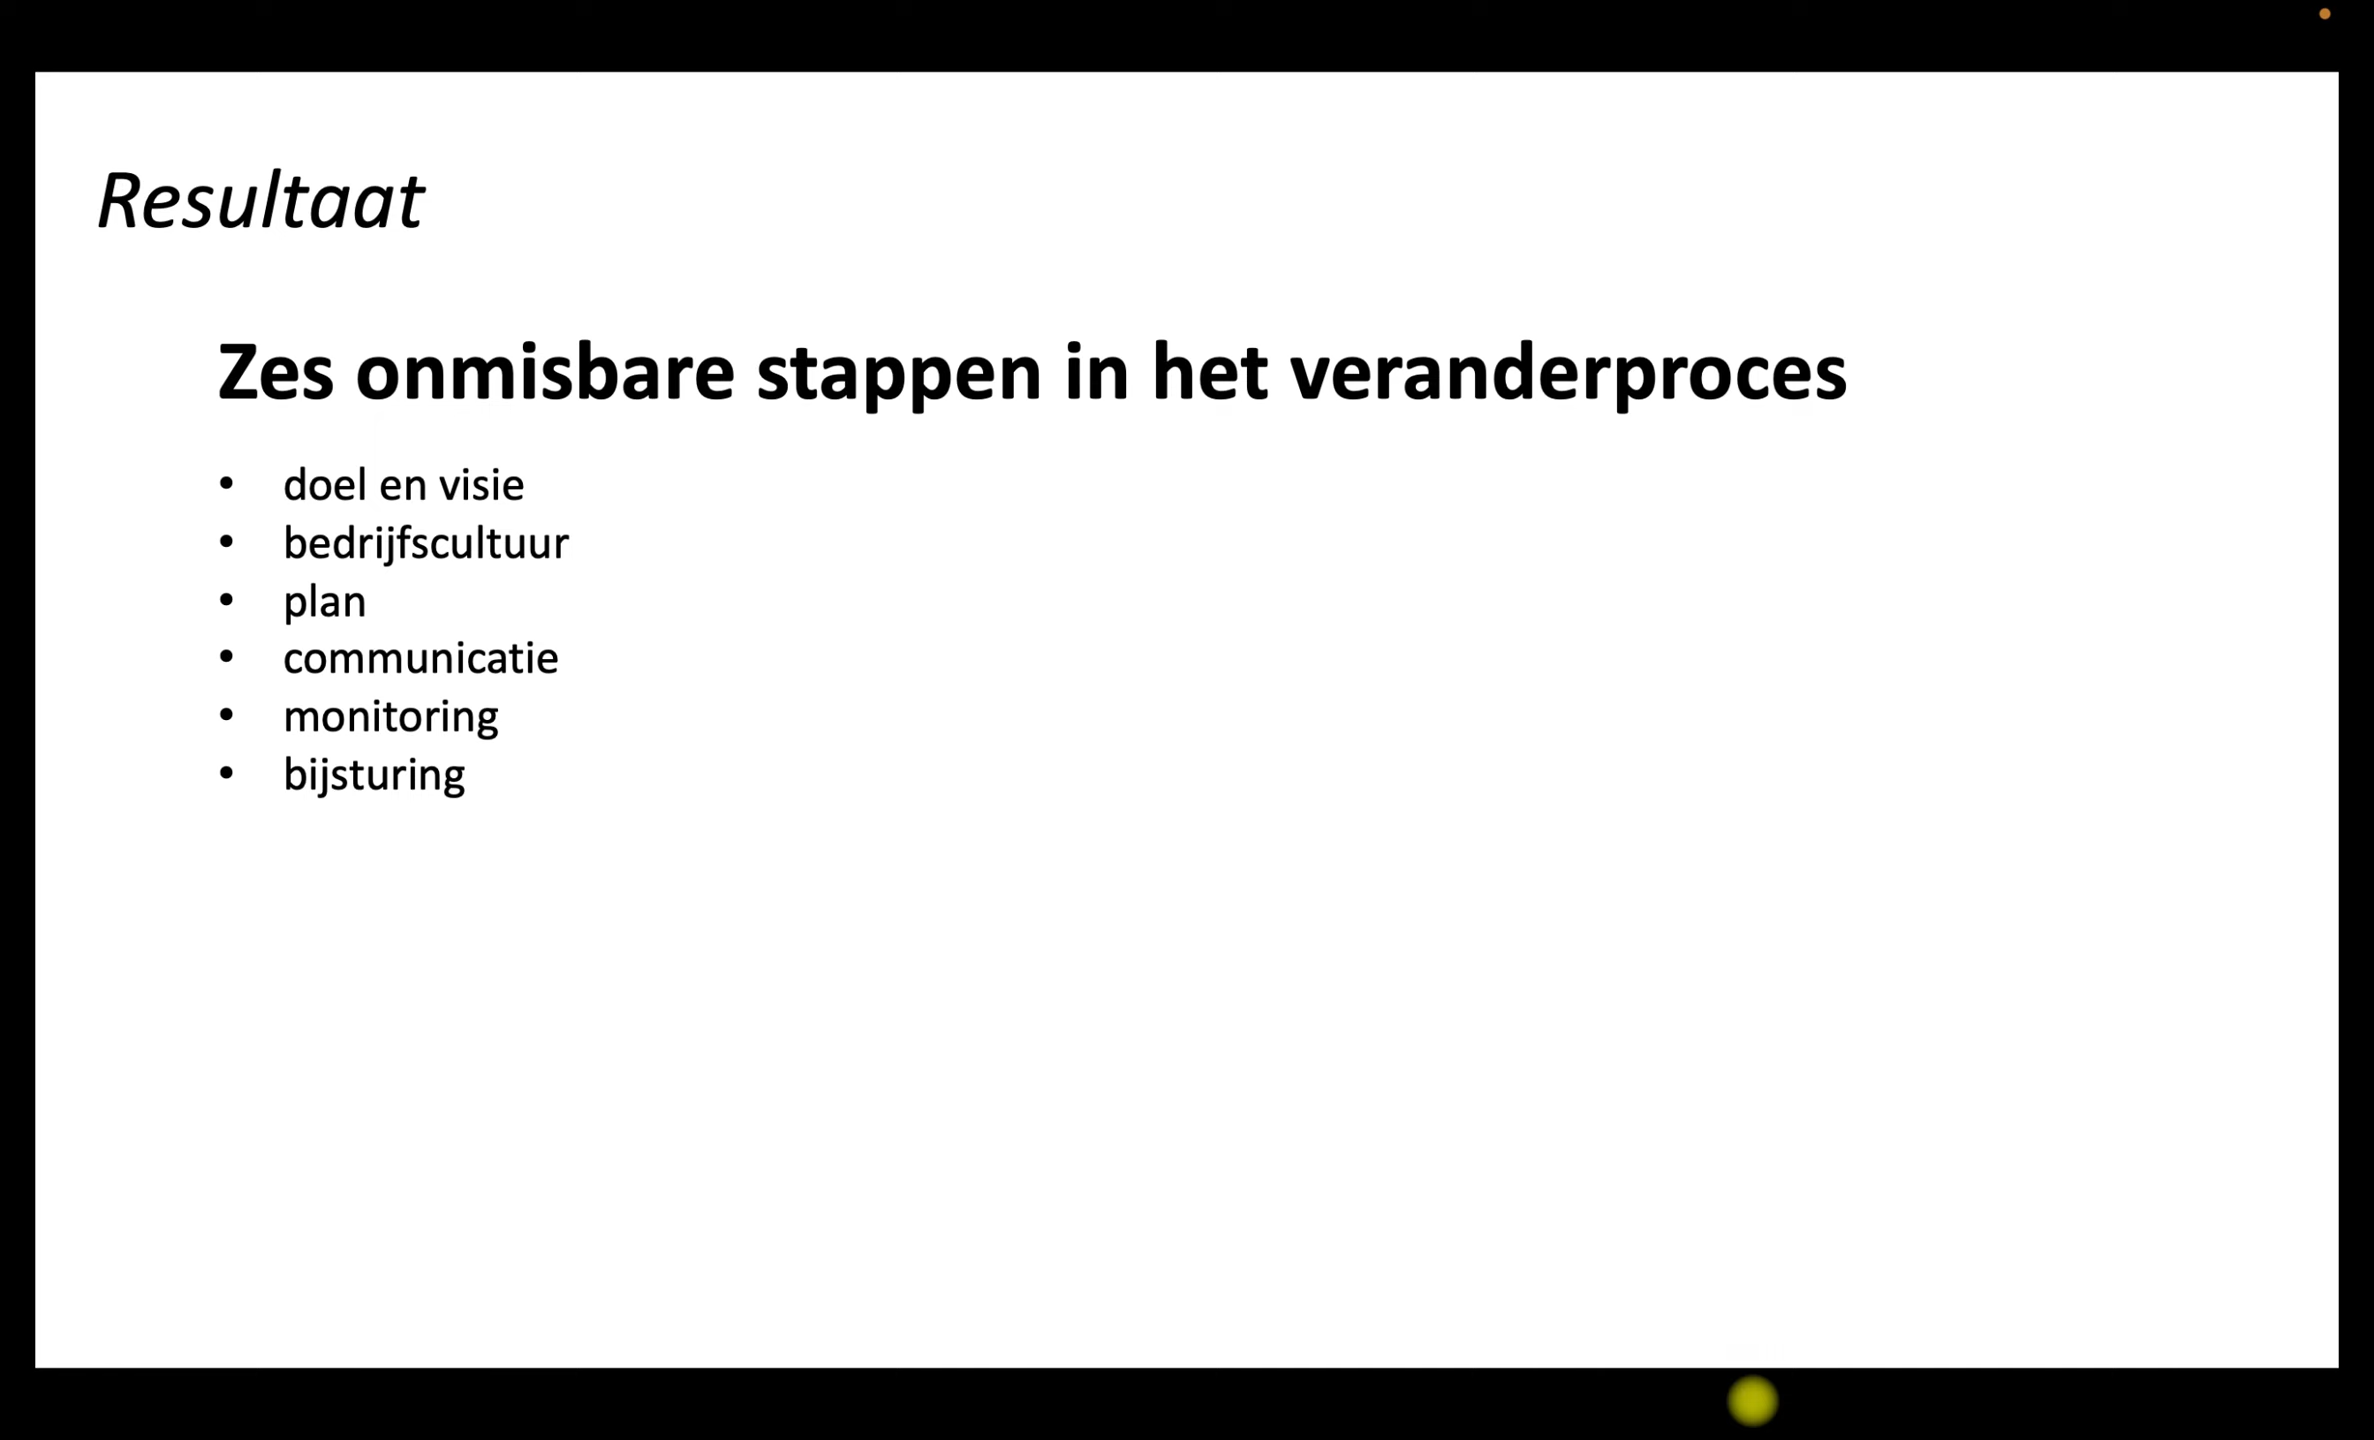 Resultaat
Zes onmisbare stappen in het veranderproces
• doel en visie
• bedrijfscultuur
• plan
• communicatie
• monitoring
• bijsturing